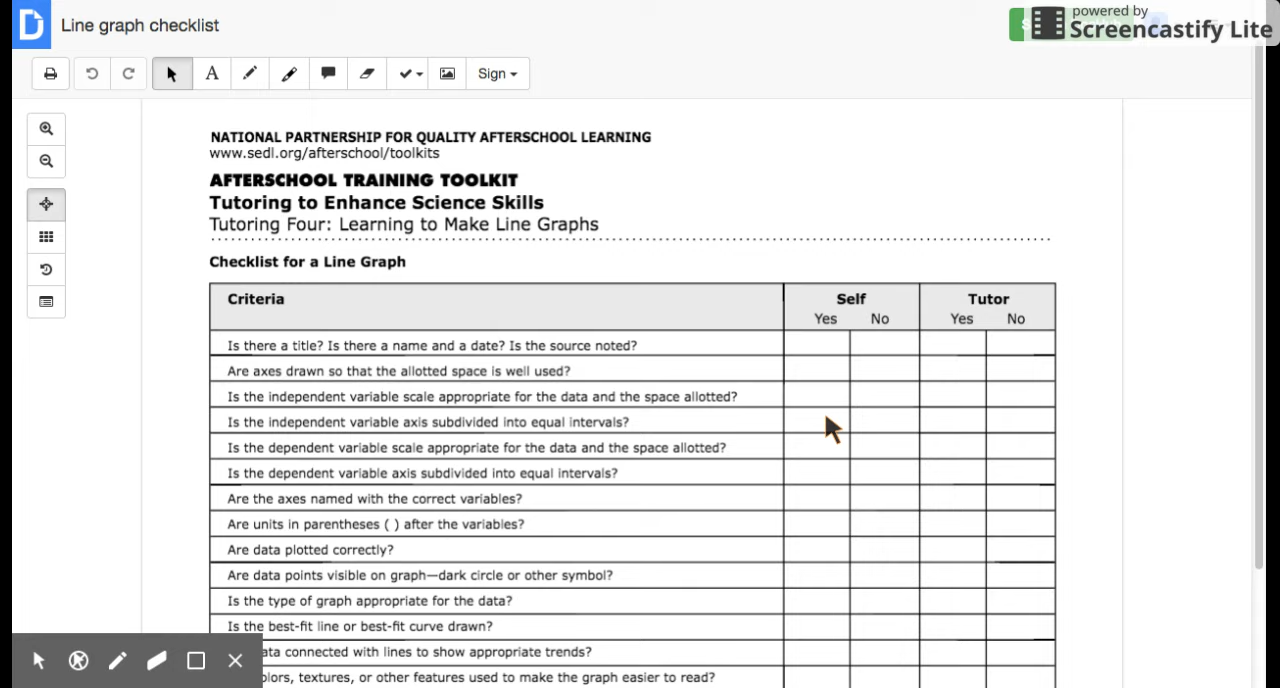 Line graph checklist
powered by
Screencastify Lite
A
Sign
NATIONAL PARTNERSHIP FOR QUALITY AFTERSCHOOL LEARNING
www.sedl.org/afterschool/toolkits
AFTERSCHOOL TRAINING TOOLKIT
Tutoring to Enhance Science Skills
Tutoring Four: Learning to Make Line Graphs
Checklist for a Line Graph
Criteria Self Tutor
Yes No Yes No
Is there a title? Is there a name and a date? Is the source noted?
Are axes drawn so that the allotted space is well used?
Is the independent variable scale appropriate for the data and the space allotted?
Is the independent variable axis subdivided into equal intervals?
Is the dependent variable scale appropriate for the data and the space allotted?
Is the dependent variable axis subdivided into equal intervals?
Are the axes named with the correct variables?
Are units in parentheses ( ) after the variables?
Are data plotted correctly?
Are data points visible on graph—dark circle or other symbol?
Is the type of graph appropriate for the data?
Is the best-fit line or best-fit curve drawn?
ata connected with lines to show appropriate trends?
olors, textures, or other features used to make the graph easier to read?